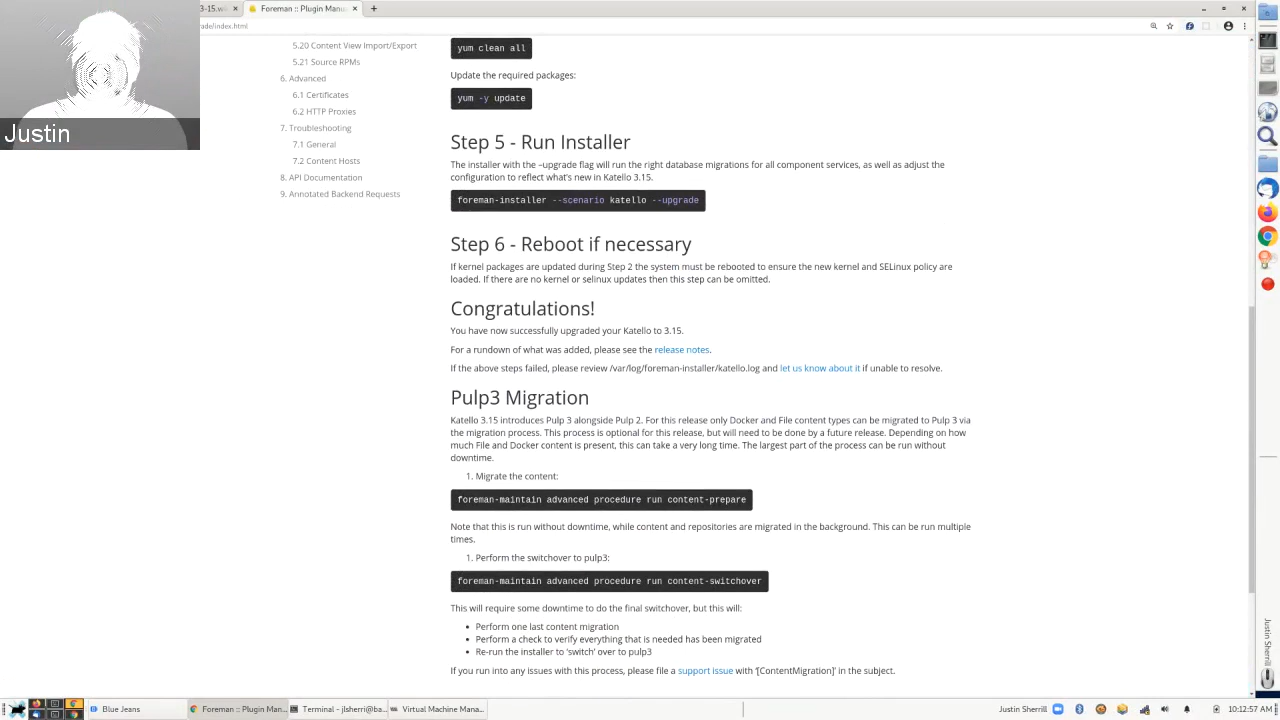 3-15.wi
Foreman :: Plugin Manu
rade/index.html
Justin
5.20 Content View Import/Export
5.21 Source RPMs
6. Advanced
6.1 Certificates
6.2 HTTP Proxies
7. Troubleshooting
7.1 General
7.2 Content Hosts
8. API Documentation
9. Annotated Backend Requests
yum clean all
Update the required packages:
yum -y update
Step 5 - Run Installer
The installer with the –upgrade flag will run the right database migrations for all component services, as well as adjust the
configuration to reflect what's new in Katello 3.15.
foreman-installer --scenario katello --upgrade
Step 6 - Reboot if necessary
If kernel packages are updated during Step 2 the system must be rebooted to ensure the new kernel and SELinux policy are
loaded. If there are no kernel or selinux updates then this step can be omitted.
Congratulations!
You have now successfully upgraded your Katello to 3.15.
For a rundown of what was added, please see the release notes.
If the above steps failed, please review /var/log/foreman-installer/katello.log and let us know about it if unable to resolve.
Pulp3 Migration
Katello 3.15 introduces Pulp 3 alongside Pulp 2. For this release only Docker and File content types can be migrated to Pulp 3 via
the migration process. This process is optional for this release, but will need to be done by a future release. Depending on how
much File and Docker content is present, this can take a very long time. The largest part of the process can be run without
downtime.
1. Migrate the content:
foreman-maintain advanced procedure run content-prepare
Note that this is run without downtime, while content and repositories are migrated in the background. This can be run multiple
times.
1. Perform the switchover to pulp3:
foreman-maintain advanced procedure run content-switchover
This will require some downtime to do the final switchover, but this will:
Perform one last content migration
Perform a check to verify everything that is needed has been migrated
Re-run the installer to 'switch' over to pulp3
If you run into any issues with this process, please file a support issue with '[ContentMigration]' in the subject.
Justin Sherrill
Blue Jeans
Foreman :: Plugin Man...
Terminal - jlsherri@ba...
Virtual Machine Mana...
Justin Sherrill
10:12:57 AM